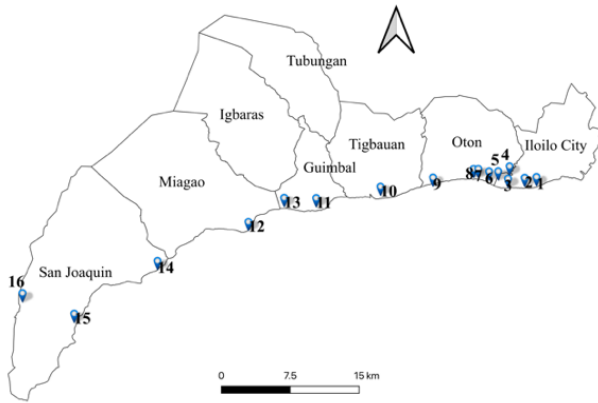 Tubungan
Igbaras
Tigbauan
Oton
Iloilo City
Guimbal
Miagao
5 4
8 7 6 3 2 1
9
10
13 11
12
14
San Joaquin
16
15
0 7.5 15 km